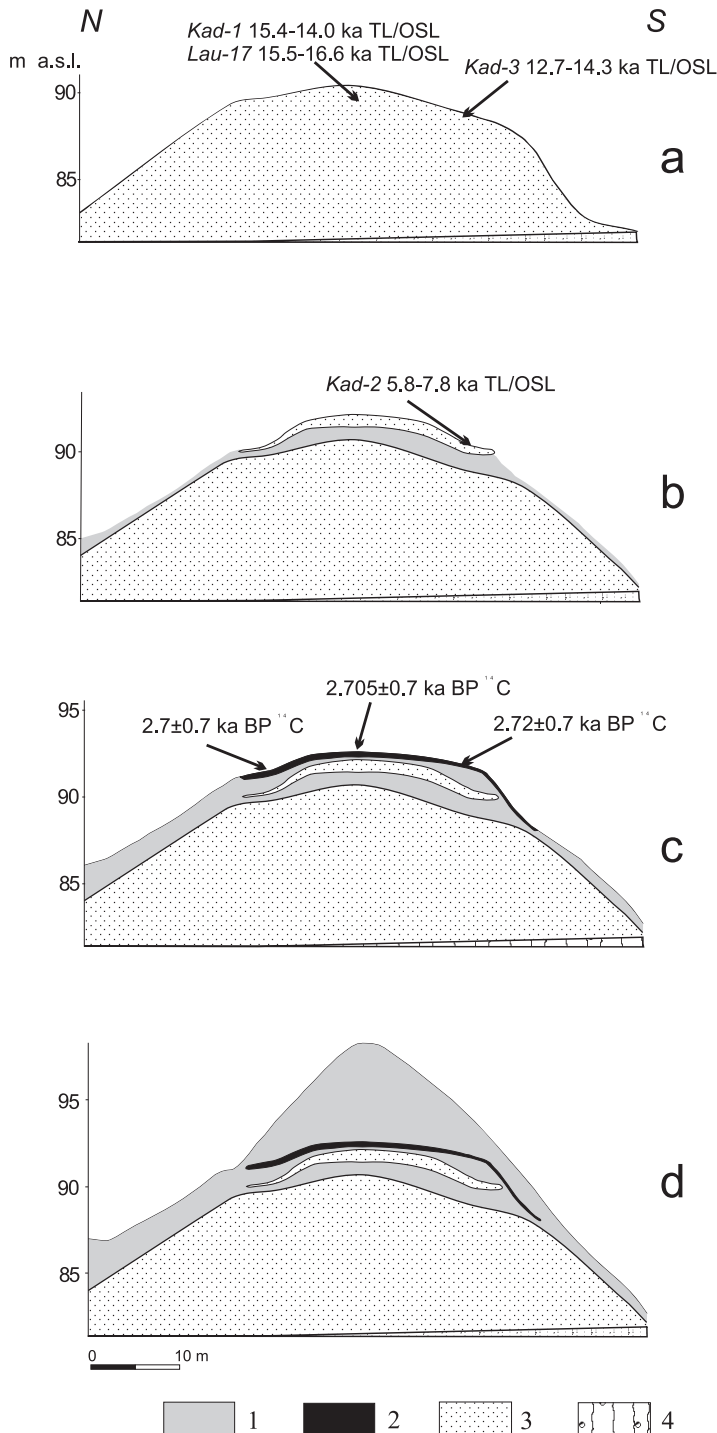 N S
Kad-1 15.4-14.0 ka TL/OSL
Lau-17 15.5-16.6 ka TL/OSL
Kad-3 12.7-14.3 ka TL/OSL
m a.s.l.
90
85
a
Kad-2 5.8-7.8 ka TL/OSL
90
85
b
2.705±0.7 ka BP ¹⁴C
2.7±0.7 ka BP ¹⁴C
2.72±0.7 ka BP ¹⁴C
95
90
85
c
95
90
85
d
0 10 m
1 2 3 4